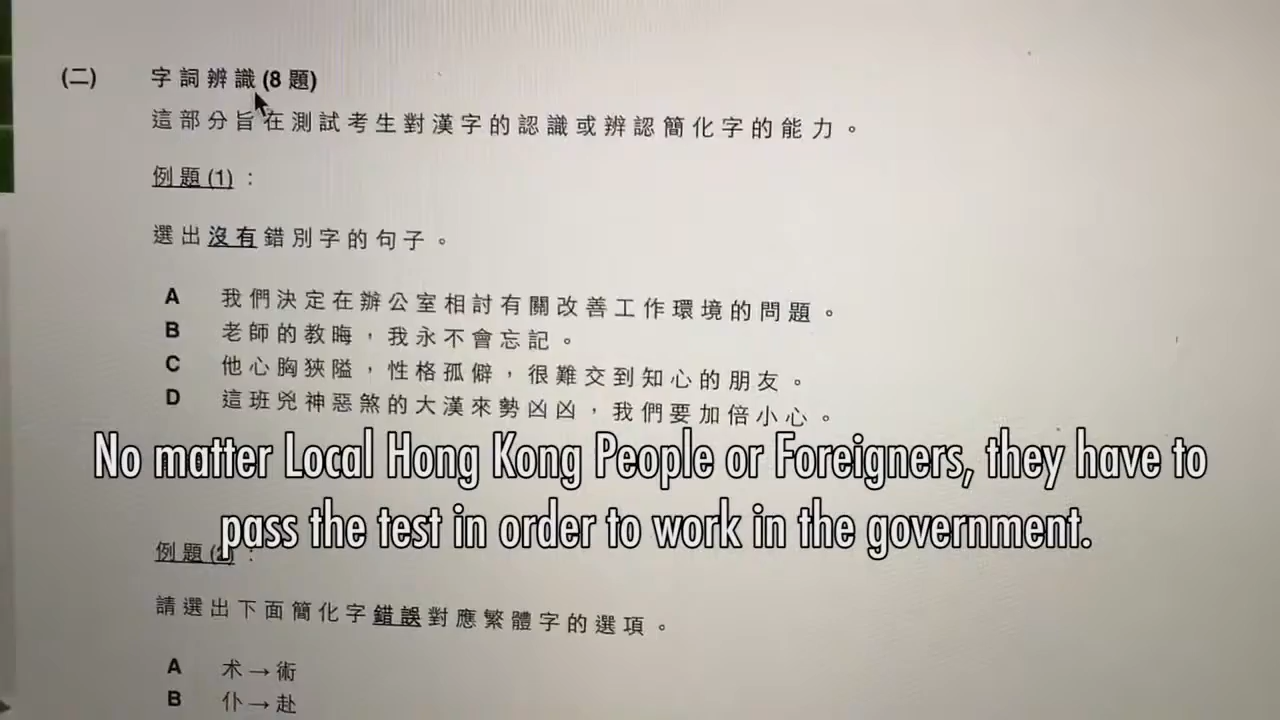 (二) 字詞辨識 (8 題)
這部分旨在測試考生對漢字的認識或辨認簡化字的能力。
例題 (1) :
選出沒有錯別字的句子。
A 我們決定在辦公室相討有關改善工作環境的問題。
B 老師的教晦，我永不會忘記。
C 他心胸狹隘，性格孤僻，很難交到知心的朋友。
D 這班兇神惡煞的大漢來勢凶凶，我們要加倍小心。
No matter Local Hong Kong People or Foreigners, they have to
pass the test in order to work in the government.
例題 (2) :
請選出下面簡化字錯誤對應繁體字的選項。
A 术→術
B 仆→赴